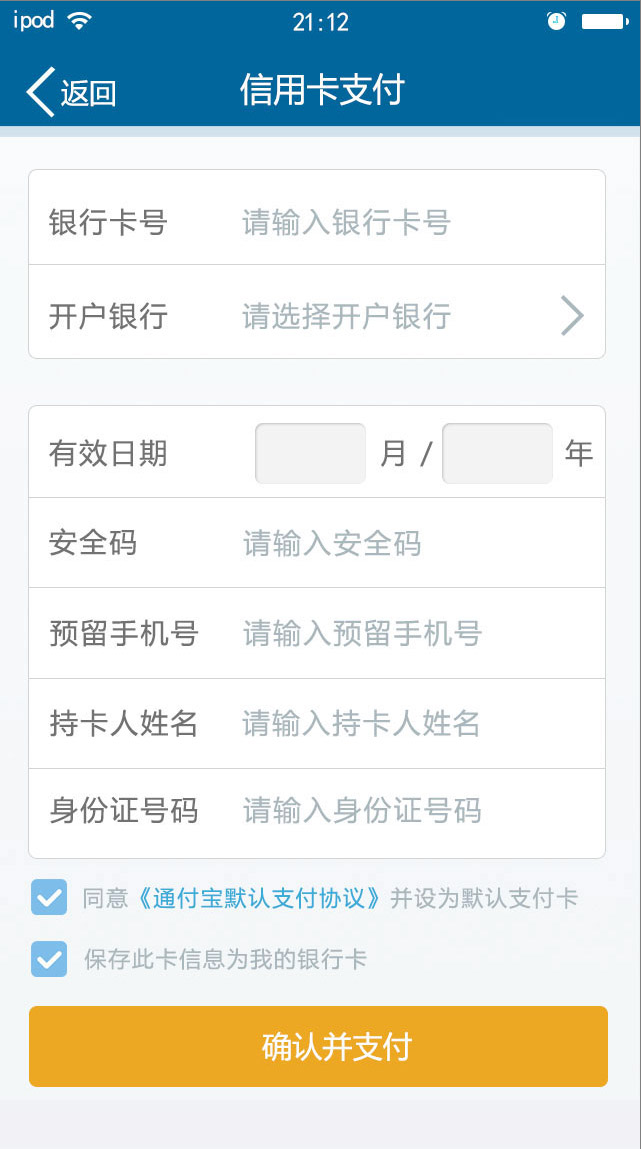 ipod 21:12
返回 信用卡支付
银行卡号 请输入银行卡号
开户银行 请选择开户银行
有效日期 月 / 年
安全码 请输入安全码
预留手机号 请输入预留手机号
持卡人姓名 请输入持卡人姓名
身份证号码 请输入身份证号码
同意《通付宝默认支付协议》并设为默认支付卡
保存此卡信息为我的银行卡
确认并支付